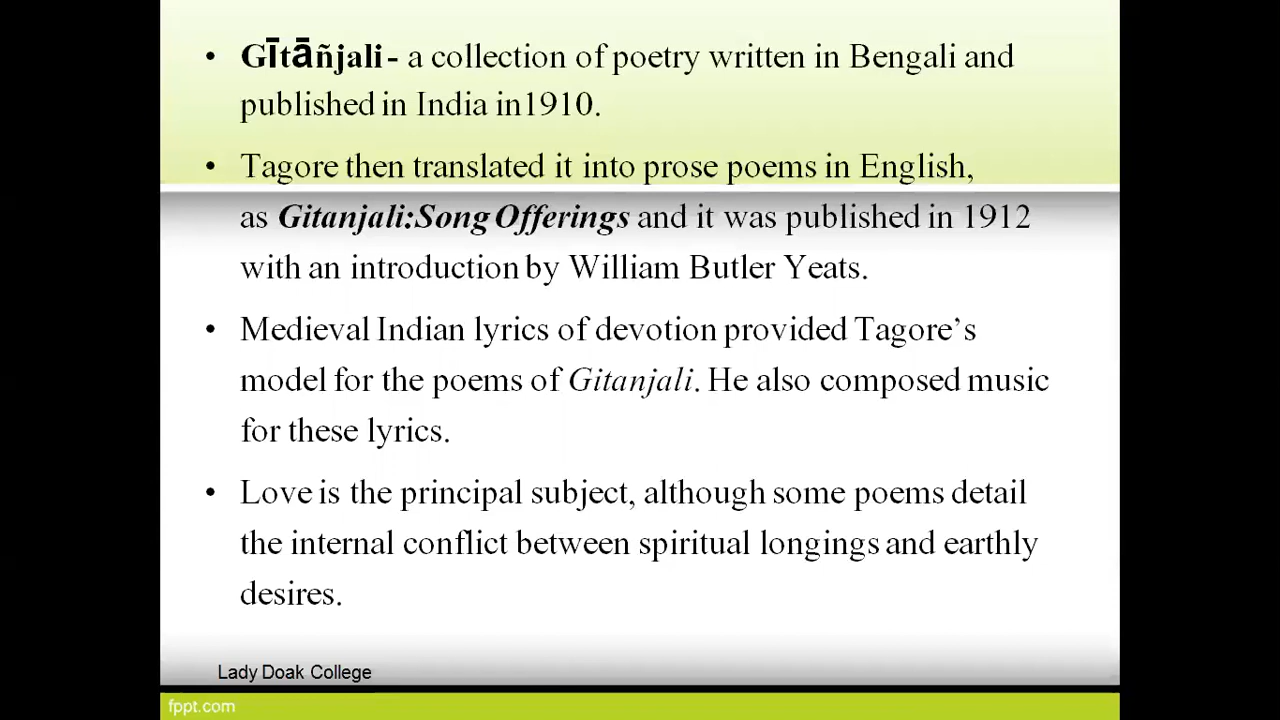 • Gītāñjali - a collection of poetry written in Bengali and
published in India in1910.
• Tagore then translated it into prose poems in English,
as Gitanjali:Song Offerings and it was published in 1912
with an introduction by William Butler Yeats.
• Medieval Indian lyrics of devotion provided Tagore’s
model for the poems of Gitanjali. He also composed music
for these lyrics.
• Love is the principal subject, although some poems detail
the internal conflict between spiritual longings and earthly
desires.
Lady Doak College
fppt.com